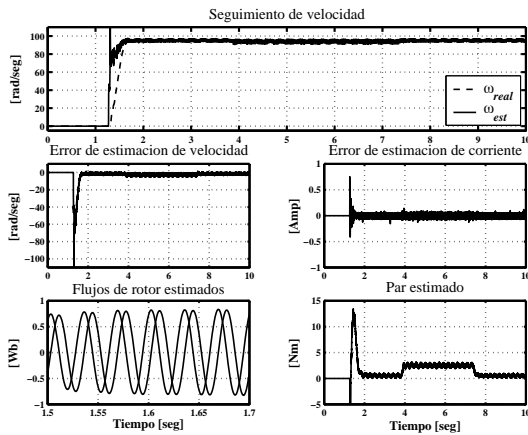 Seguimiento de velocidad
[rad/seg]
100
80
60
40
20
0
0 1 2 3 4 5 6 7 8 9 10
ω real
ω est
Error de estimacion de velocidad
[rad/seg]
0
−20
−40
−60
−80
−100
0 2 4 6 8 10
Error de estimacion de corriente
[Amp]
1
0.5
0
−0.5
−1
0 2 4 6 8 10
Flujos de rotor estimados
[Wb]
1
0.5
0
−0.5
−1
1.5 1.55 1.6 1.65 1.7
Tiempo [seg]
Par estimado
[Nm]
15
10
5
0
−5
0 2 4 6 8 10
Tiempo [seg]